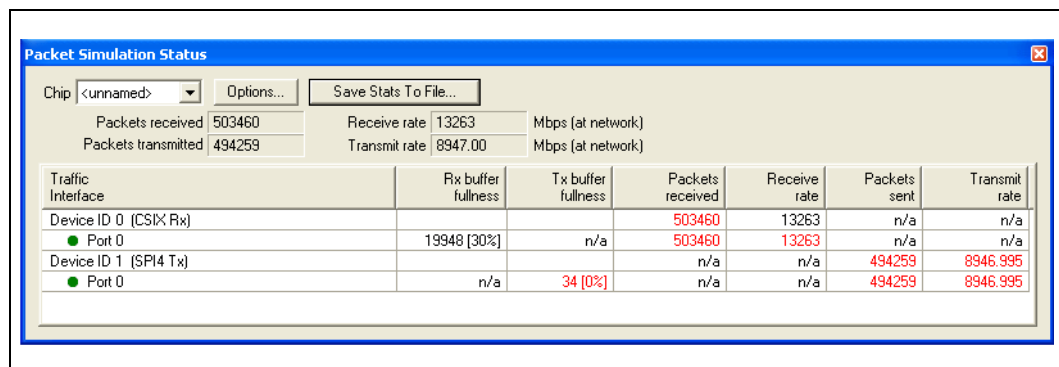 Packet Simulation Status
Chip <unnamed> Options... Save Stats To File...
Packets received 503460 Receive rate 13263 Mbps (at network)
Packets transmitted 494259 Transmit rate 8947.00 Mbps (at network)
Traffic Interface Rx buffer fullness Tx buffer fullness Packets received Receive rate Packets sent Transmit rate
Device ID 0 (CSIX Rx) 503460 13263 n/a n/a
Port 0 19948 [30%] n/a 503460 13263 n/a n/a
Device ID 1 (SPI4 Tx) n/a n/a 494259 8946.995
Port 0 n/a 34 [0%] n/a n/a 494259 8946.995